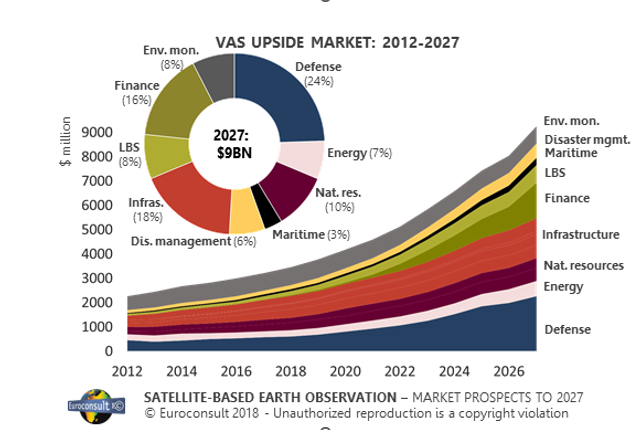 VAS UPSIDE MARKET: 2012-2027
Env. mon.
(8%)
Defense
(24%)
Finance
(16%)
2027:
$9BN
LBS
(8%)
Energy (7%)
Nat. res.
(10%)
Infras.
(18%)
Maritime (3%)
Dis. management (6%)
$ million
9000
8000
7000
6000
5000
4000
3000
2000
1000
0
2012
2014
2016
2018
2020
2022
2024
2026
Env. mon.
Disaster mgmt.
Maritime
LBS
Finance
Infrastructure
Nat. resources
Energy
Defense
Euroconsult
SATELLITE-BASED EARTH OBSERVATION – MARKET PROSPECTS TO 2027
© Euroconsult 2018 - Unauthorized reproduction is a copyright violation